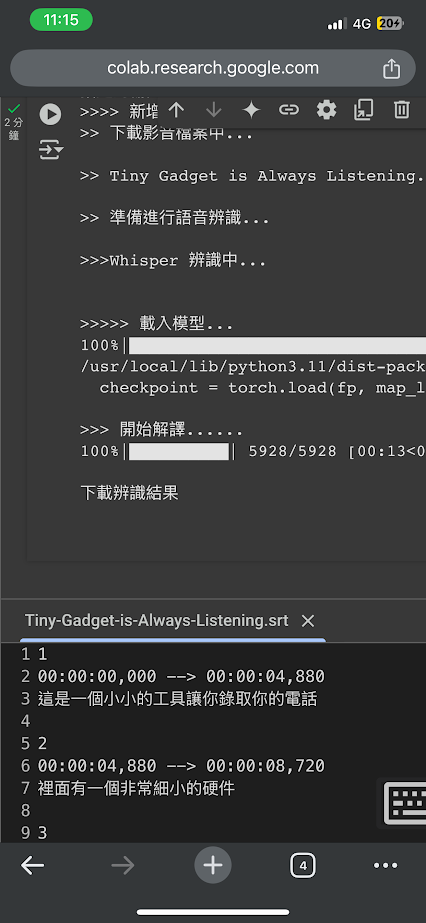 11:15
4G 20
colab.research.google.com
>>>> 新增
2 分鐘
>> 下載影音檔案中...
>> Tiny Gadget is Always Listening.
>> 準備進行語音辨識...
>>>Whisper 辨識中...
>>>>> 載入模型...
100%|
/usr/local/lib/python3.11/dist-pack
checkpoint = torch.load(fp, map_l
>>> 開始解譯......
100%| | 5928/5928 [00:13<0
下載辨識結果
Tiny-Gadget-is-Always-Listening.srt
1 1
2 00:00:00,000 --> 00:00:04,880
3 這是一個小小的工具讓你錄取你的電話
4
5 2
6 00:00:04,880 --> 00:00:08,720
7 裡面有一個非常細小的硬件
8
9 3
4